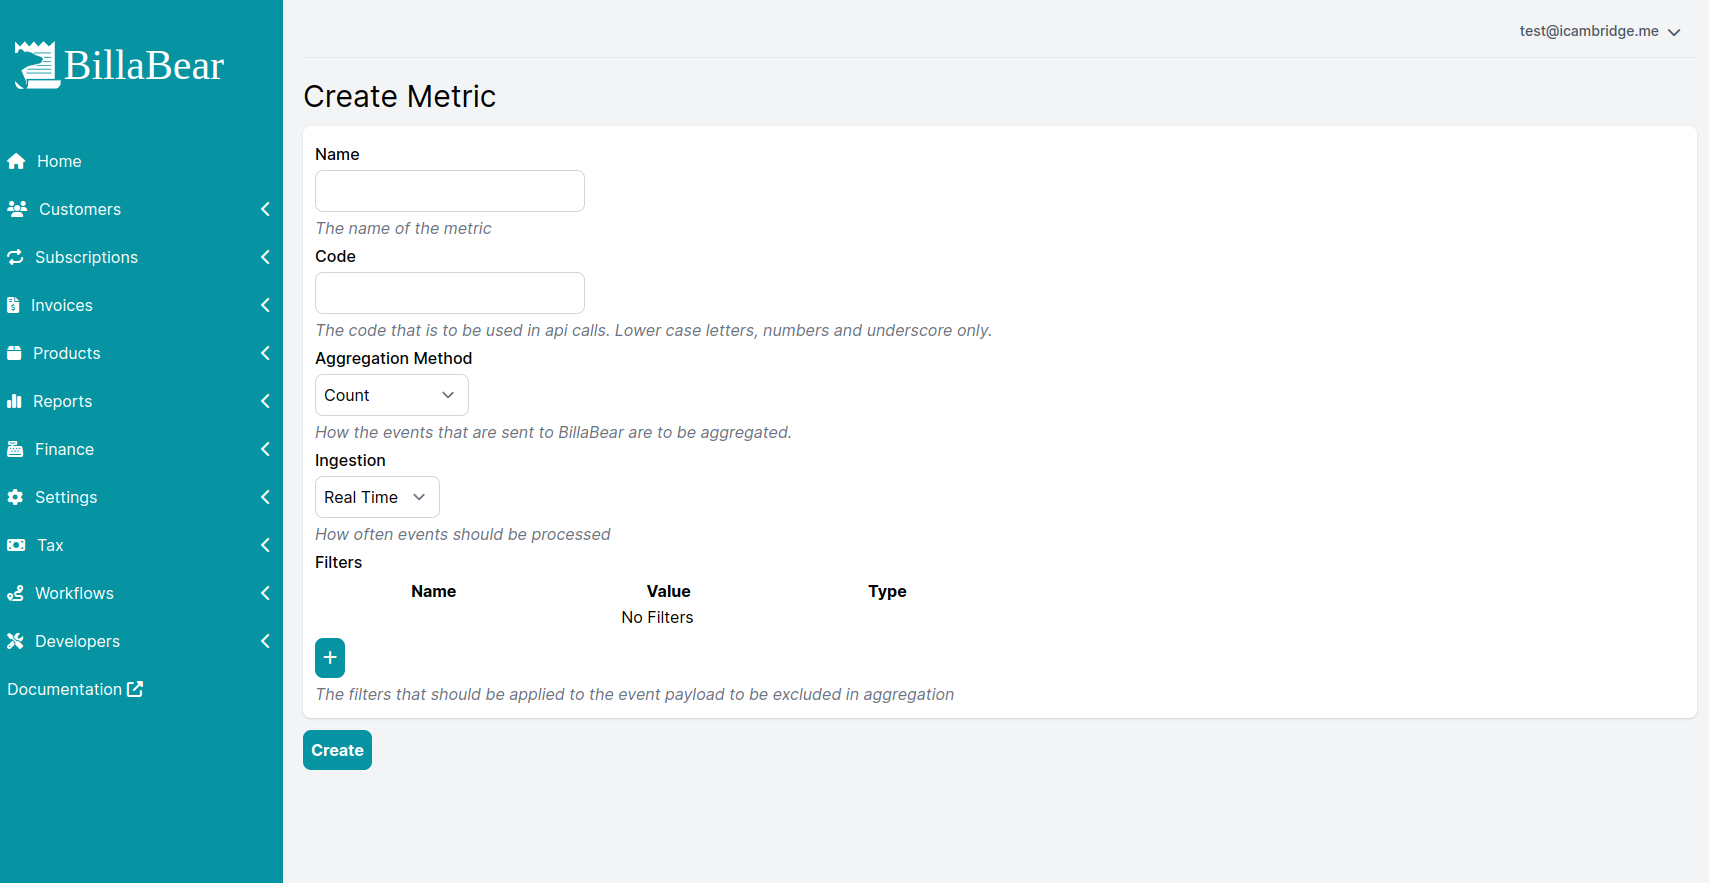 BillaBear
test@icambridge.me
Home
Customers
Subscriptions
Invoices
Products
Reports
Finance
Settings
Tax
Workflows
Developers
Documentation
Create Metric
Name
The name of the metric
Code
The code that is to be used in api calls. Lower case letters, numbers and underscore only.
Aggregation Method
Count
How the events that are sent to BillaBear are to be aggregated.
Ingestion
Real Time
How often events should be processed
Filters
Name Value Type
No Filters
+
The filters that should be applied to the event payload to be excluded in aggregation
Create